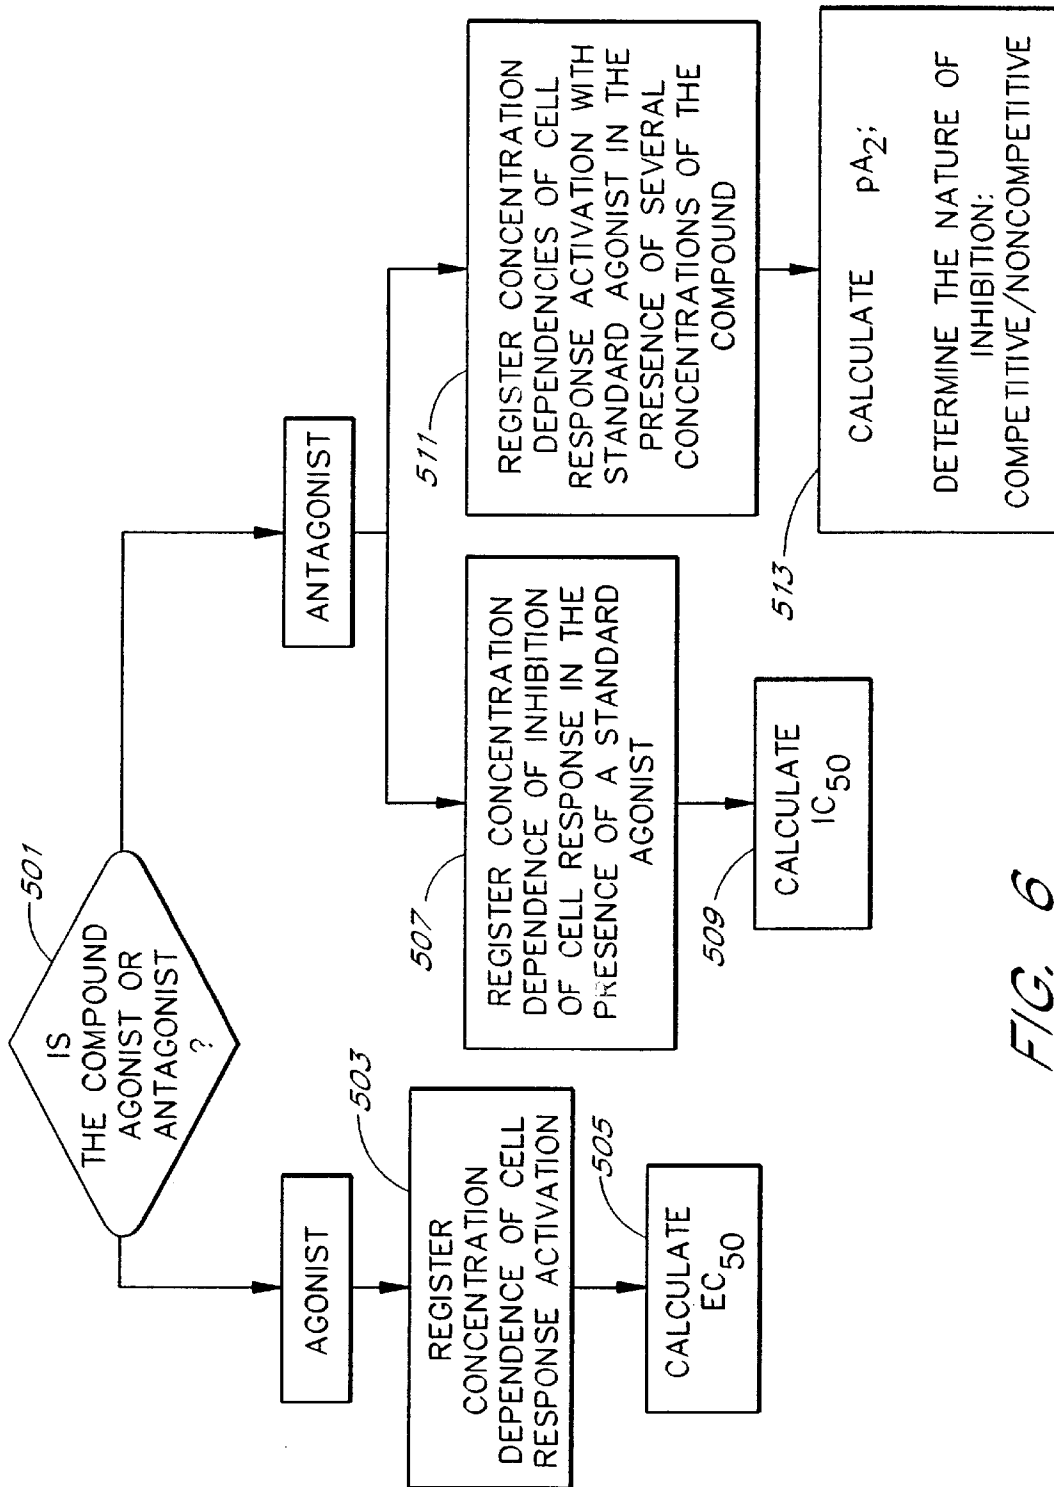 501
IS
THE COMPOUND
AGONIST OR
ANTAGONIST
?
AGONIST
503
REGISTER
CONCENTRATION
DEPENDENCE OF CELL
RESPONSE ACTIVATION
505
CALCULATE
EC50
ANTAGONIST
507
REGISTER CONCENTRATION
DEPENDENCE OF INHIBITION
OF CELL RESPONSE IN THE
PRESENCE OF A STANDARD
AGONIST
509
CALCULATE
IC50
511
REGISTER CONCENTRATION
DEPENDENCIES OF CELL
RESPONSE ACTIVATION WITH
STANDARD AGONIST IN THE
PRESENCE OF SEVERAL
CONCENTRATIONS OF THE
COMPOUND
513
CALCULATE pA2;
DETERMINE THE NATURE OF
INHIBITION:
COMPETITIVE/NONCOMPETITIVE
FIG. 6